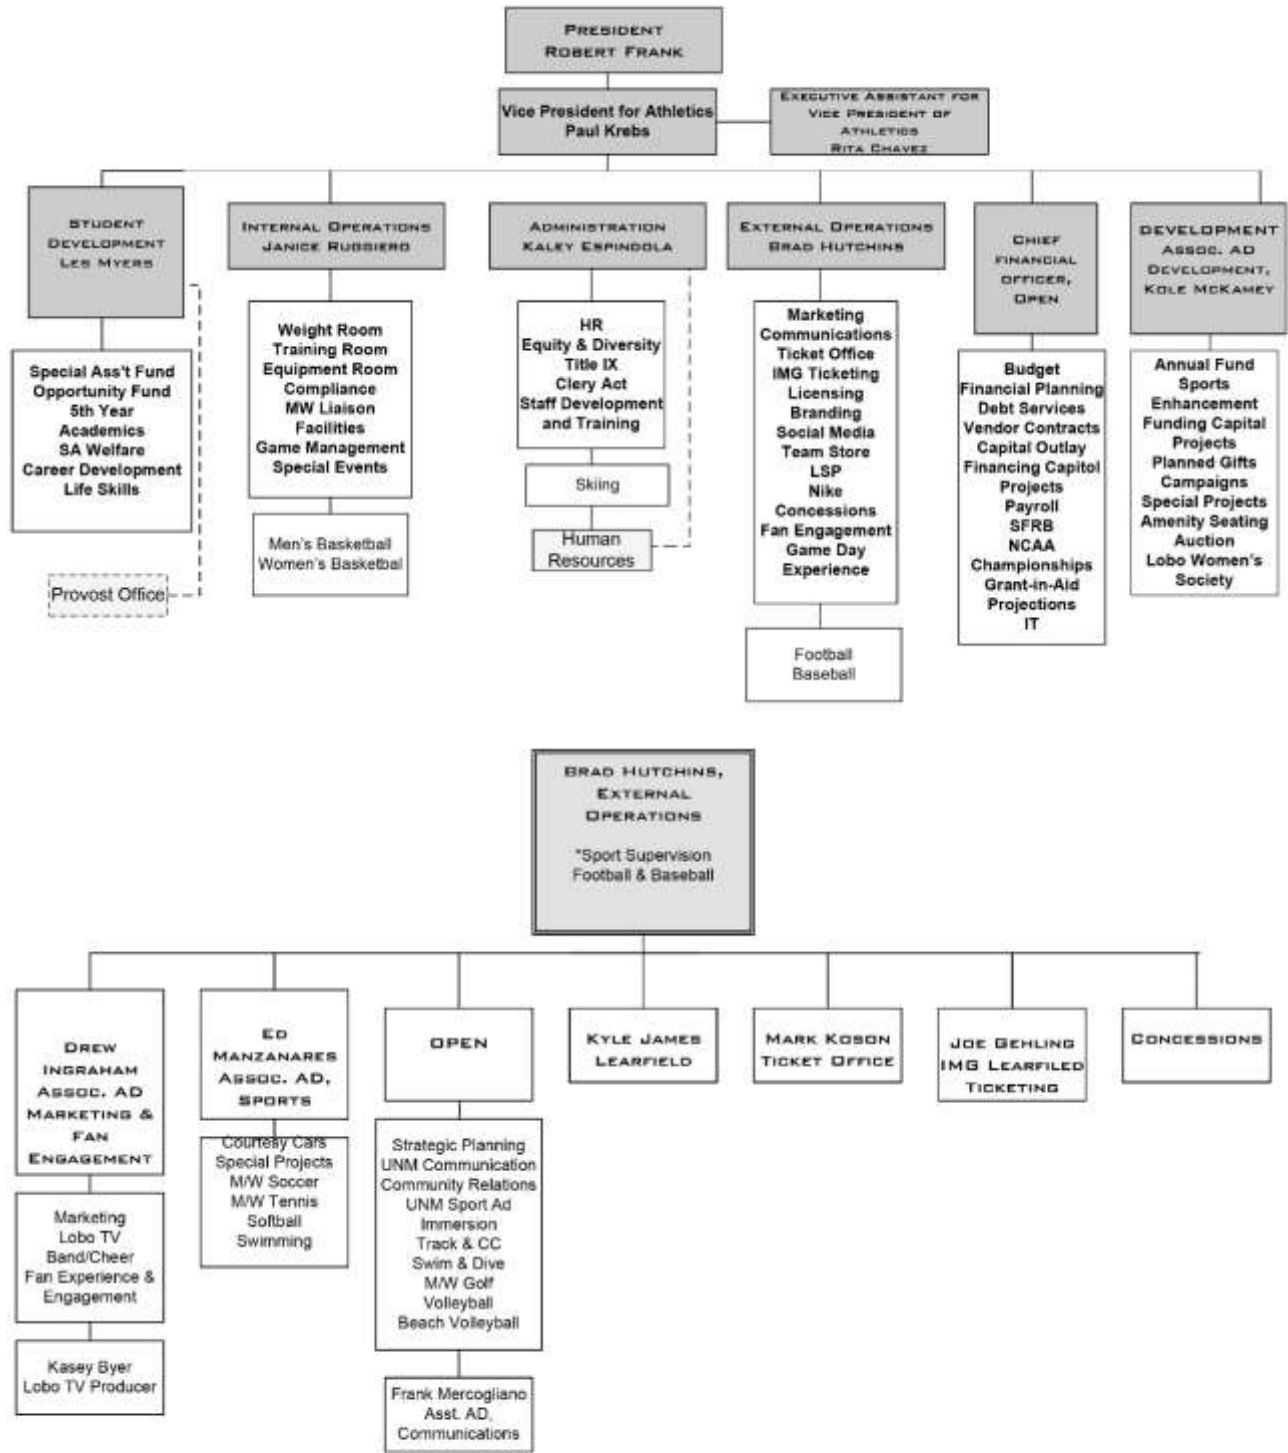 PRESIDENT
ROBERT FRANK
Vice President for Athletics
Paul Krebs
EXECUTIVE ASSISTANT FOR
VICE PRESIDENT OF
ATHLETICS
RITA CHAVEZ
STUDENT
DEVELOPMENT
LES MYERS
INTERNAL OPERATIONS
JANICE RUGGIERO
ADMINISTRATION
KALEY ESPINDOLA
EXTERNAL OPERATIONS
BRAD HUTCHINS
CHIEF
FINANCIAL
OFFICER,
OPEN
DEVELOPMENT
ASSOC. AD
DEVELOPMENT,
KOLE MCKAMEY
Special Ass't Fund
Opportunity Fund
5th Year
Academics
SA Welfare
Career Development
Life Skills
Provost Office
Weight Room
Training Room
Equipment Room
Compliance
MW Liaison
Facilities
Game Management
Special Events
Men's Basketball
Women's Basketbal
HR
Equity & Diversity
Title IX
Clery Act
Staff Development
and Training
Skiing
Human
Resources
Marketing
Communications
Ticket Office
IMG Ticketing
Licensing
Branding
Social Media
Team Store
LSP
Nike
Concessions
Fan Engagement
Game Day
Experience
Football
Baseball
Budget
Financial Planning
Debt Services
Vendor Contracts
Capital Outlay
Financing Capitol
Projects
Payroll
SFRB
NCAA
Championships
Grant-in-Aid
Projections
IT
Annual Fund
Sports
Enhancement
Funding Capital
Projects
Planned Gifts
Campaigns
Special Projects
Amenity Seating
Auction
Lobo Women's
Society
BRAD HUTCHINS,
EXTERNAL
OPERATIONS
*Sport Supervision
Football & Baseball
DREW
INGRAHAM
ASSOC. AD
MARKETING &
FAN
ENGAGEMENT
Marketing
Lobo TV
Band/Cheer
Fan Experience &
Engagement
Kasey Byer
Lobo TV Producer
ED
MANZANARES
ASSOC. AD,
SPORTS
Courtesy Cars
Special Projects
M/W Soccer
M/W Tennis
Softball
Swimming
OPEN
Strategic Planning
UNM Communication
Community Relations
UNM Sport Ad
Immersion
Track & CC
Swim & Dive
M/W Golf
Volleyball
Beach Volleyball
Frank Mercogliano
Asst. AD,
Communications
KYLE JAMES
LEARFIELD
MARK KOSON
TICKET OFFICE
JOE GEHLING
IMG LEARFILED
TICKETING
CONCESSIONS